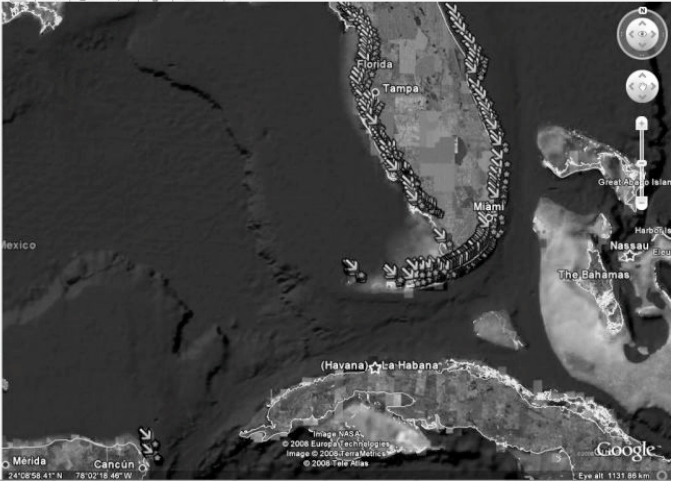 N
Florida
Tampa
Great Abaco Islan
Miami
Mexico
Nassau
The Bahamas
(Havana) La Habana
Image NASA
© 2008 Europa Technologies
Image © 2008 TerraMetrics
© 2008 Tele Atlas
Google
Mérida
Cancún
24°08'58.41" N 78°02'18.46" W
Eye alt 1131.86 km